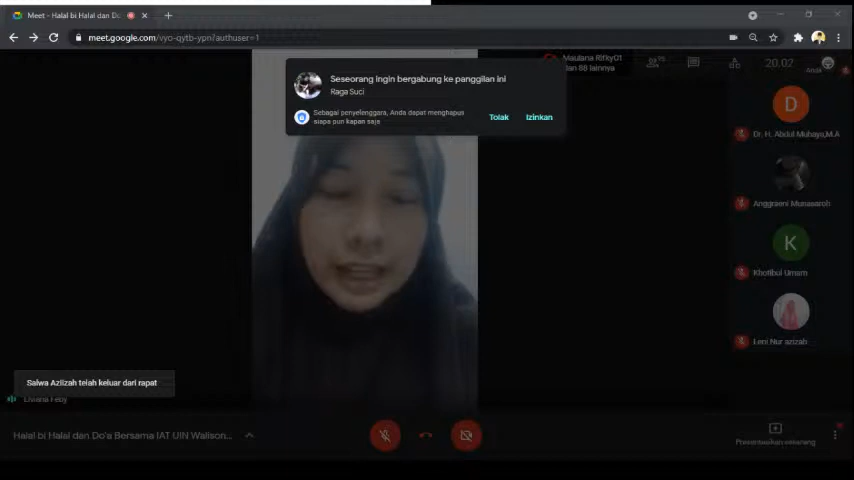 Meet - Halal bi Halal dan Do
meet.google.com/vyo-qytb-ypn?authuser=1
Seseorang ingin bergabung ke panggilan ini
Raga Suci
Sebagai penyelenggara, Anda dapat menghapus
siapa pun kapan saja
Tolak
Izinkan
Maulana Rifky01
dan 88 lainnya
20.02
Anda
D
Dr. H. Abdul Muhaya,M.A
Anggraeni Munasaroh
K
Khotibul Umam
Leni Nur azizah
Salwa Aziizah telah keluar dari rapat
Halal bi Halal dan Do'a Bersama IAT UIN Walison...
Presentasikan sekarang